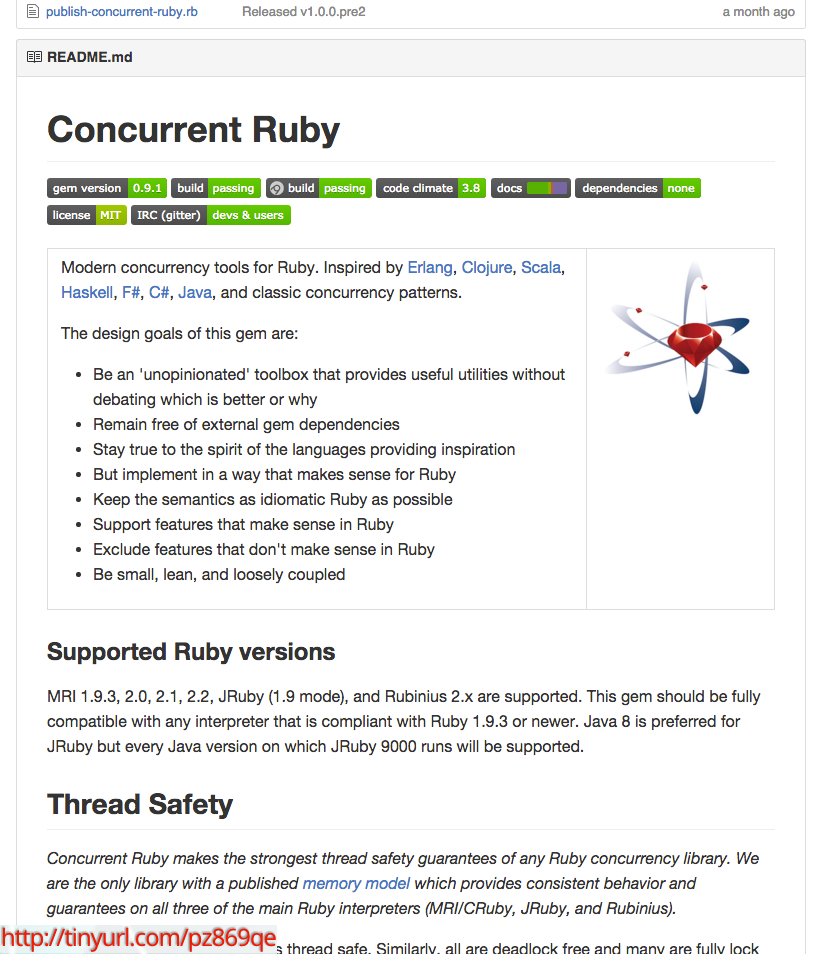 publish-concurrent-ruby.rb Released v1.0.0.pre2 a month ago
README.md
Concurrent Ruby
gem version 0.9.1 build passing build passing code climate 3.8 docs dependencies none
license MIT IRC (gitter) devs & users
Modern concurrency tools for Ruby. Inspired by Erlang, Clojure, Scala,
Haskell, F#, C#, Java, and classic concurrency patterns.
The design goals of this gem are:
• Be an 'unopinionated' toolbox that provides useful utilities without
debating which is better or why
• Remain free of external gem dependencies
• Stay true to the spirit of the languages providing inspiration
• But implement in a way that makes sense for Ruby
• Keep the semantics as idiomatic Ruby as possible
• Support features that make sense in Ruby
• Exclude features that don't make sense in Ruby
• Be small, lean, and loosely coupled
Supported Ruby versions
MRI 1.9.3, 2.0, 2.1, 2.2, JRuby (1.9 mode), and Rubinius 2.x are supported. This gem should be fully
compatible with any interpreter that is compliant with Ruby 1.9.3 or newer. Java 8 is preferred for
JRuby but every Java version on which JRuby 9000 runs will be supported.
Thread Safety
Concurrent Ruby makes the strongest thread safety guarantees of any Ruby concurrency library. We
are the only library with a published memory model which provides consistent behavior and
guarantees on all three of the main Ruby interpreters (MRI/CRuby, JRuby, and Rubinius).
http://tinyurl.com/pz869qe
thread safe. Similarly, all are deadlock free and many are fully lock